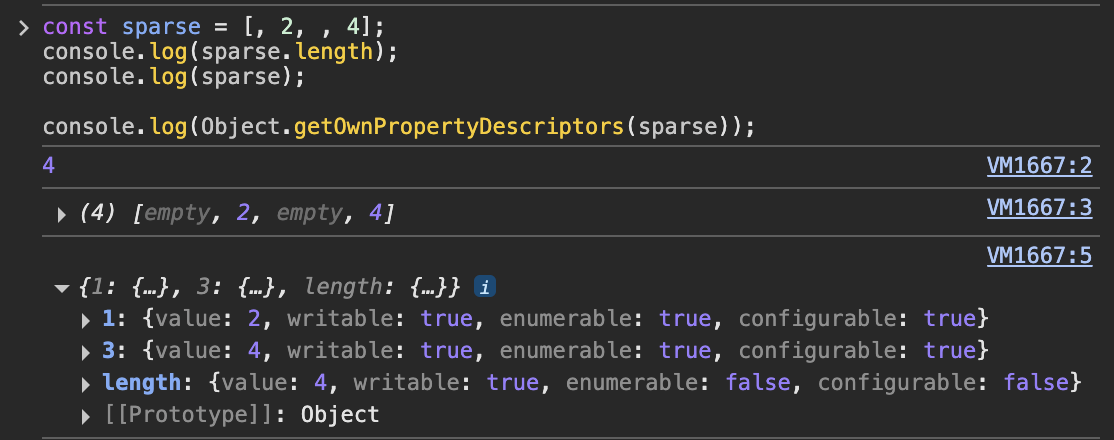 const sparse = [, 2, , 4];
console.log(sparse.length);
console.log(sparse);
console.log(Object.getOwnPropertyDescriptors(sparse));
4 VM1667:2
(4) [empty, 2, empty, 4] VM1667:3
VM1667:5
{1: {…}, 3: {…}, length: {…}} i
1: {value: 2, writable: true, enumerable: true, configurable: true}
3: {value: 4, writable: true, enumerable: true, configurable: true}
length: {value: 4, writable: true, enumerable: false, configurable: false}
[[Prototype]]: Object